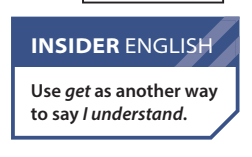 INSIDER ENGLISH
Use get as another way
to say I understand.